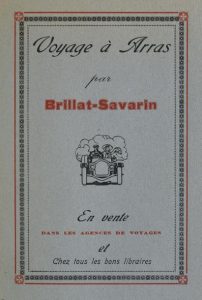 Voyage à Arras
par
Brillat-Savarin
En vente
DANS LES AGENCES DE VOYAGES
et
Chez tous les bons libraires